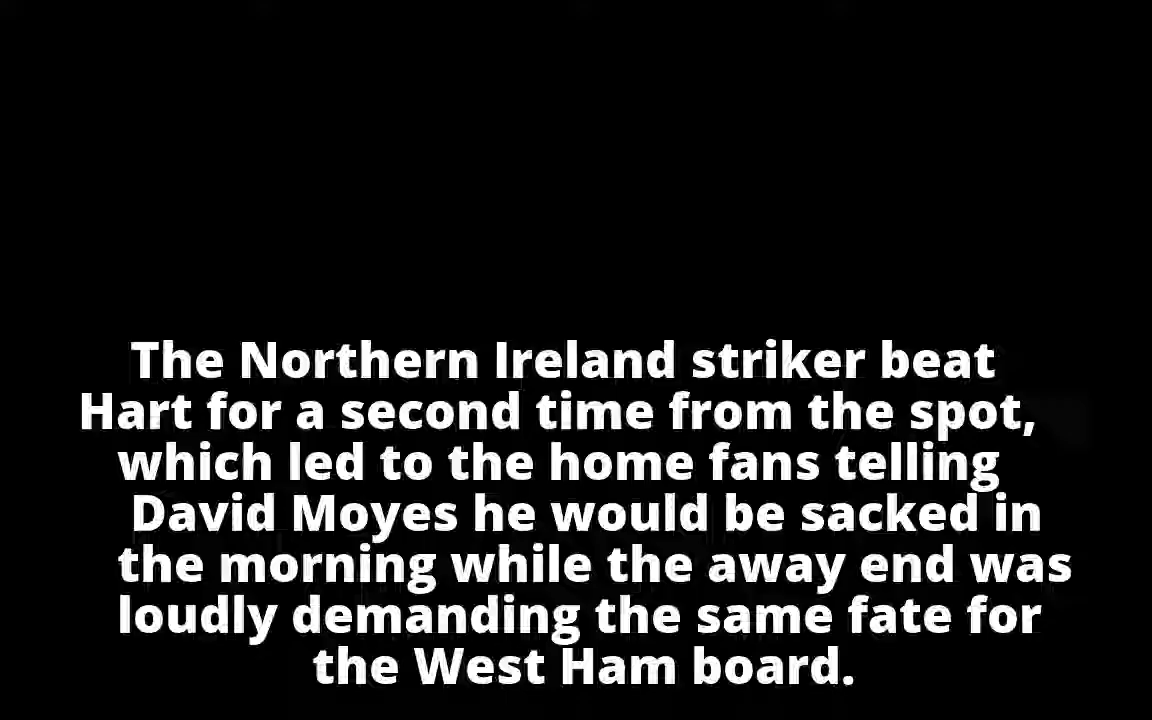 The Northern Ireland striker beat
Hart for a second time from the spot,
which led to the home fans telling
David Moyes he would be sacked in
the morning while the away end was
loudly demanding the same fate for
the West Ham board.